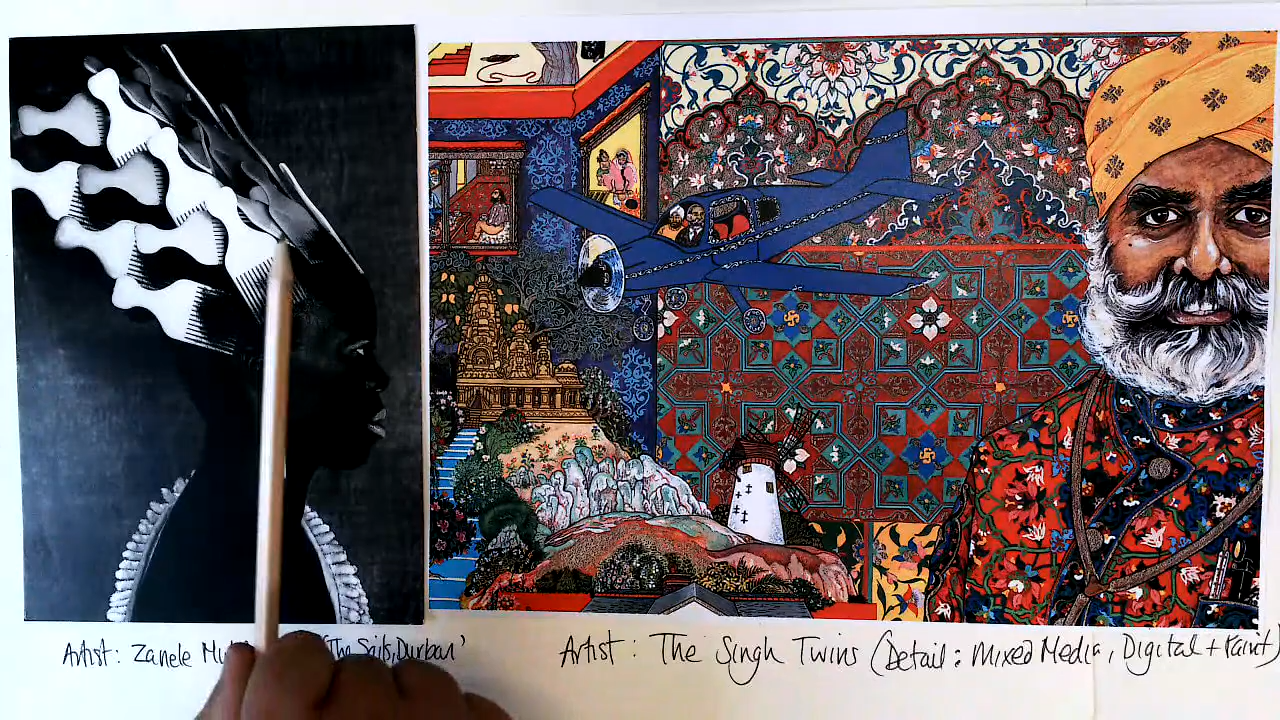 Artist: Zanele 'The Sails, Durban'
Artist: The Singh Twins (Detail: Mixed Media, Digital + Paint)